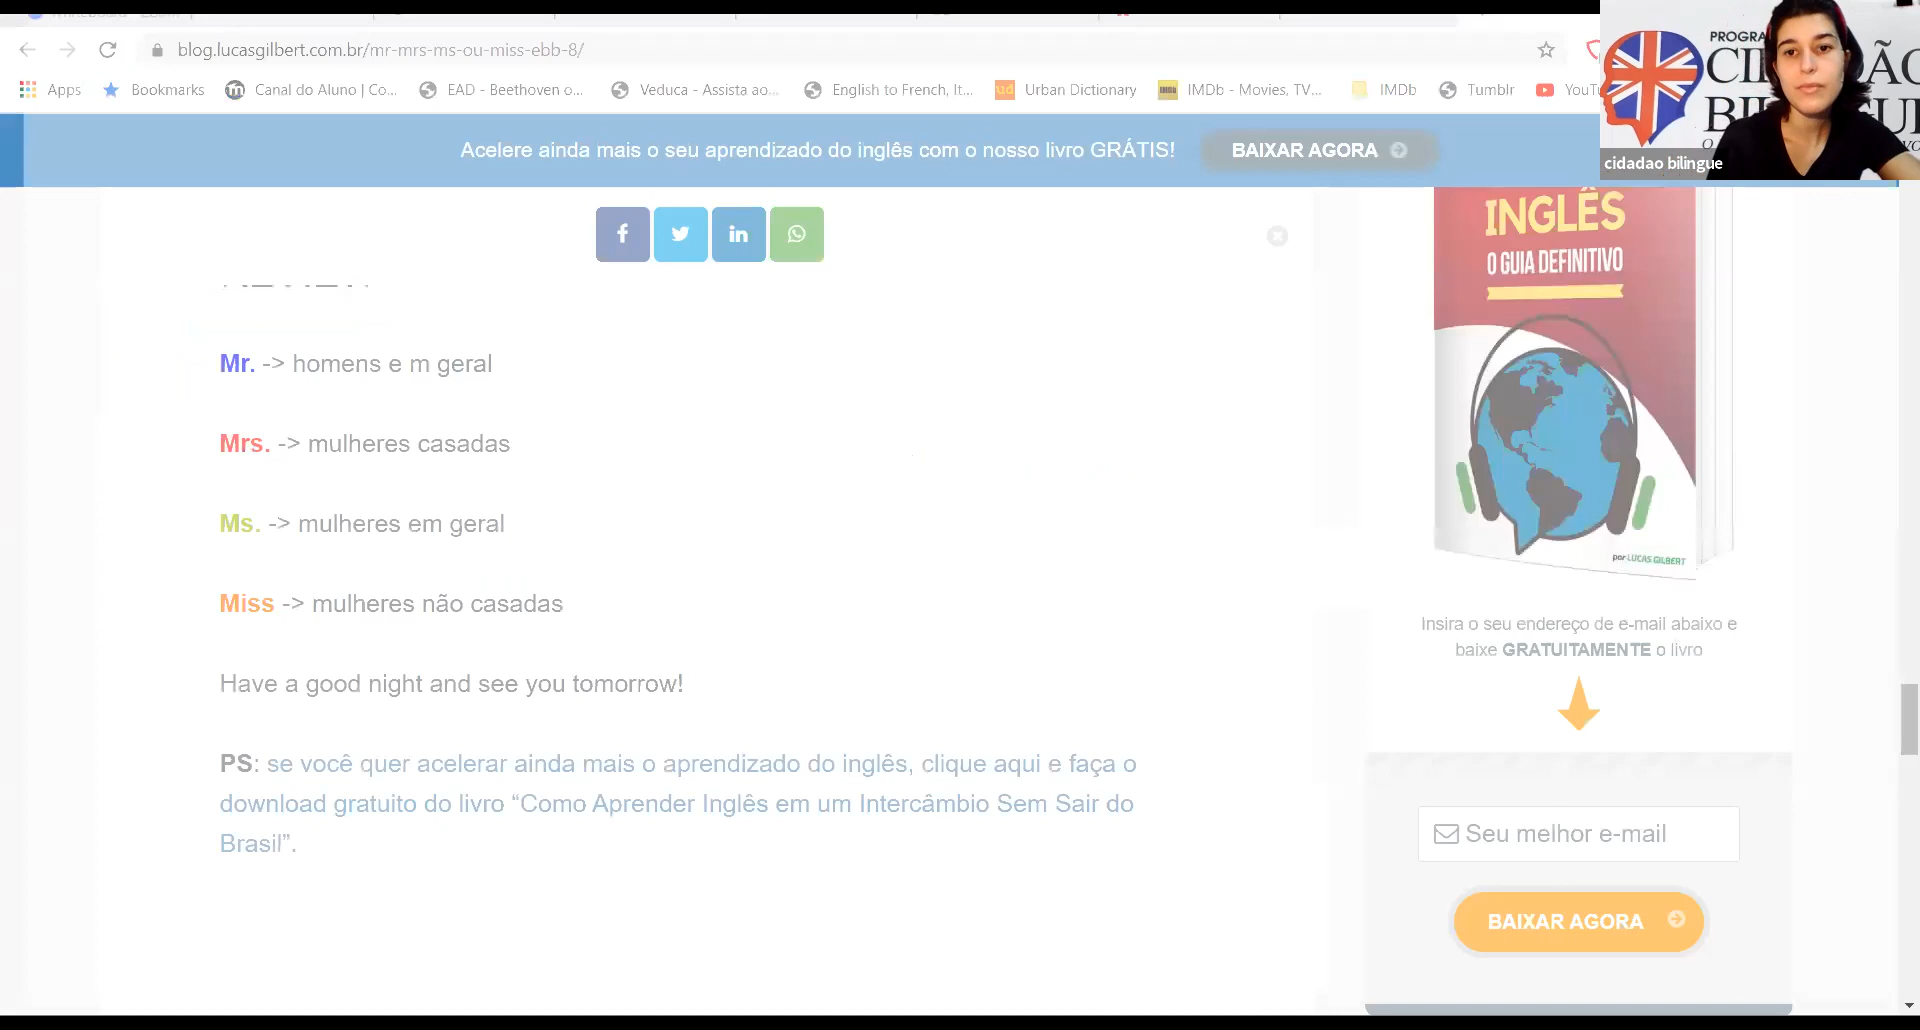 blog.lucasgilbert.com.br/mr-mrs-ms-ou-miss-ebb-8/
PROGRA
Apps Bookmarks Canal do Aluno | Co... EAD - Beethoven o... Veduca - Assista ao... English to French, It... Urban Dictionary IMDb - Movies, TV... IMDb Tumblr YouTu
Acelere ainda mais o seu aprendizado do inglês com o nosso livro GRÁTIS! BAIXAR AGORA
cidadao bilingue
INGLÊS
O GUIA DEFINITIVO
Mr. -> homens e m geral
Mrs. -> mulheres casadas
Ms. -> mulheres em geral
Miss -> mulheres não casadas
Have a good night and see you tomorrow!
PS: se você quer acelerar ainda mais o aprendizado do inglês, clique aqui e faça o
download gratuito do livro “Como Aprender Inglês em um Intercâmbio Sem Sair do
Brasil”.
por LUCAS GILBERT
Insira o seu endereço de e-mail abaixo e
baixe GRATUITAMENTE o livro
Seu melhor e-mail
BAIXAR AGORA